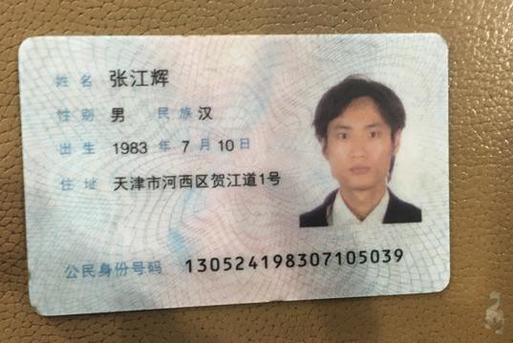 姓名 张江辉
性别 男 民族 汉
出生 1983 年 7 月 10 日
住址 天津市河西区贺江道1号
公民身份号码 130524198307105039